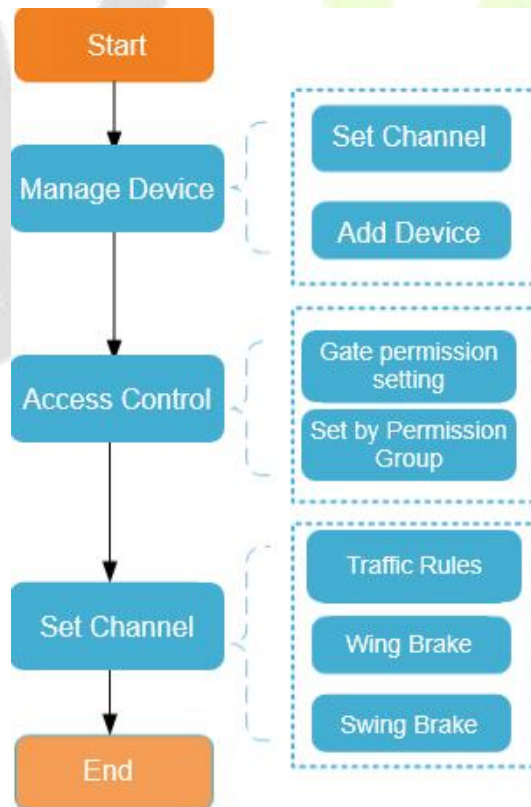 Start
Manage Device
Set Channel
Add Device
Access Control
Gate permission
setting
Set by Permission
Group
Set Channel
Traffic Rules
Wing Brake
Swing Brake
End